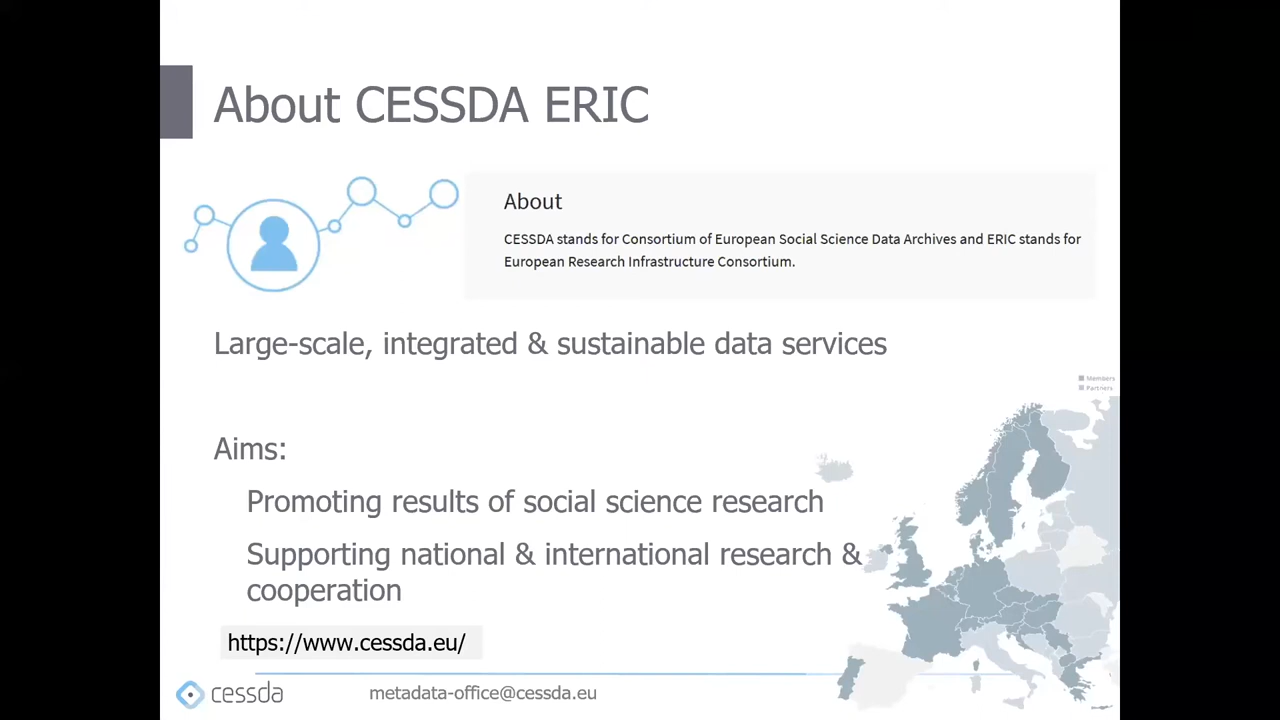 About CESSDA ERIC
About
CESSDA stands for Consortium of European Social Science Data Archives and ERIC stands for
European Research Infrastructure Consortium.
Large-scale, integrated & sustainable data services
Members
Partners
Aims:
Promoting results of social science research
Supporting national & international research &
cooperation
https://www.cessda.eu/
cessda
metadata-office@cessda.eu